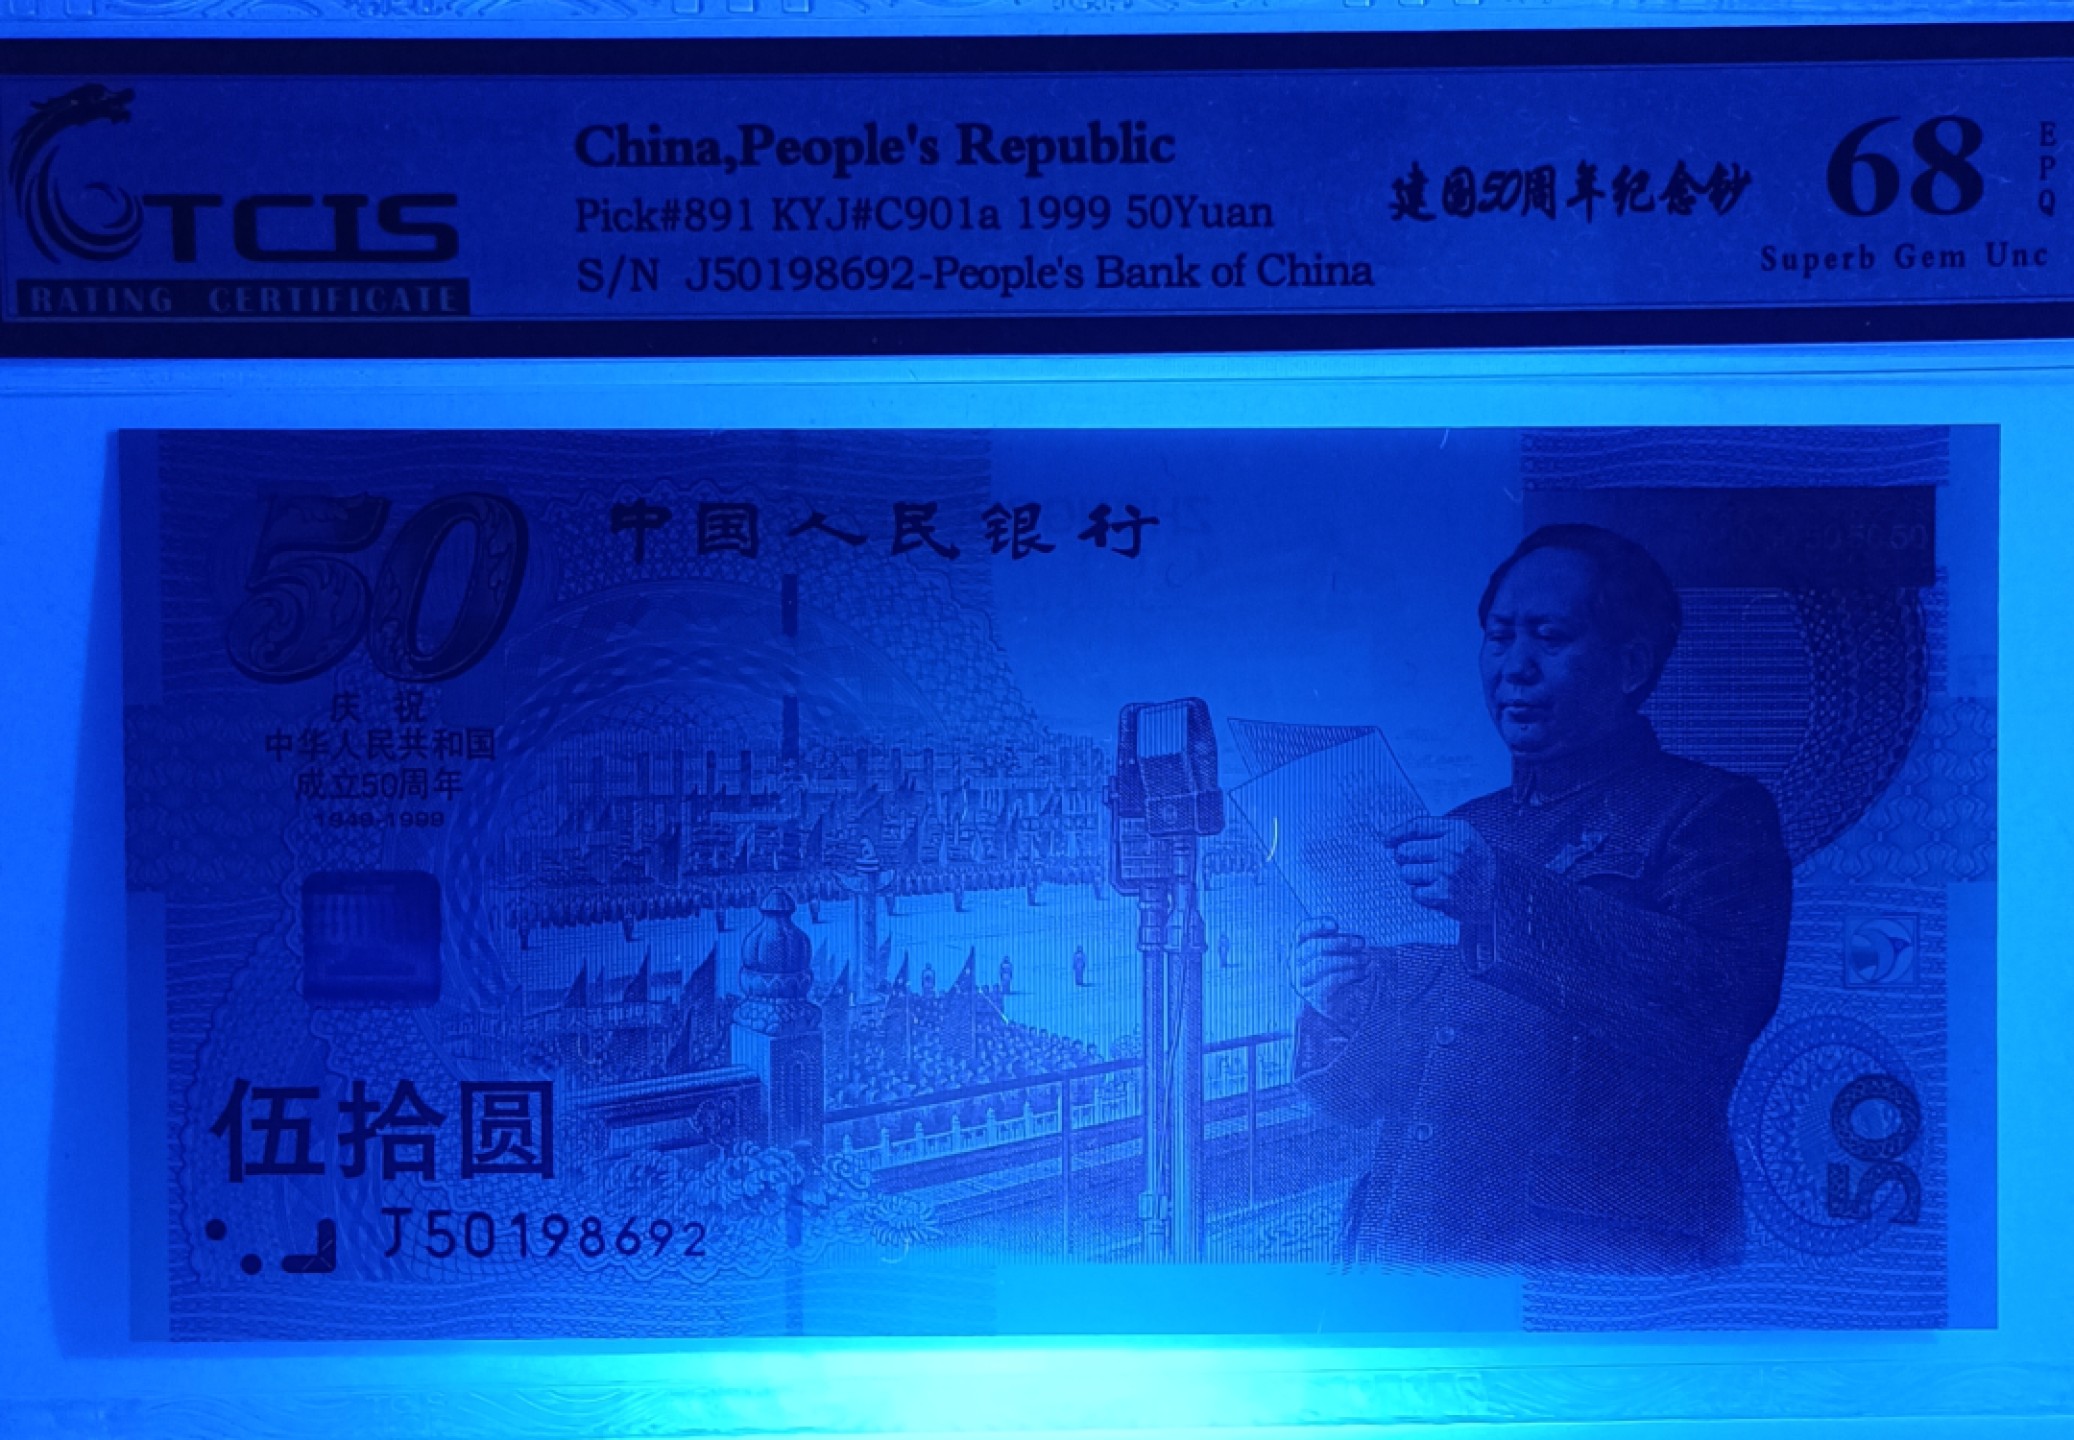 TCIS
RATING CERTIFICATE
China,People's Republic
Pick#891 KYJ#C901a 1999 50Yuan
S/N J50198692-People's Bank of China
建国50周年纪念钞
68
EPQ
Superb Gem Unc
50
中国人民银行
庆祝
中华人民共和国
成立50周年
1949-1999
伍拾圆
J50198692
50